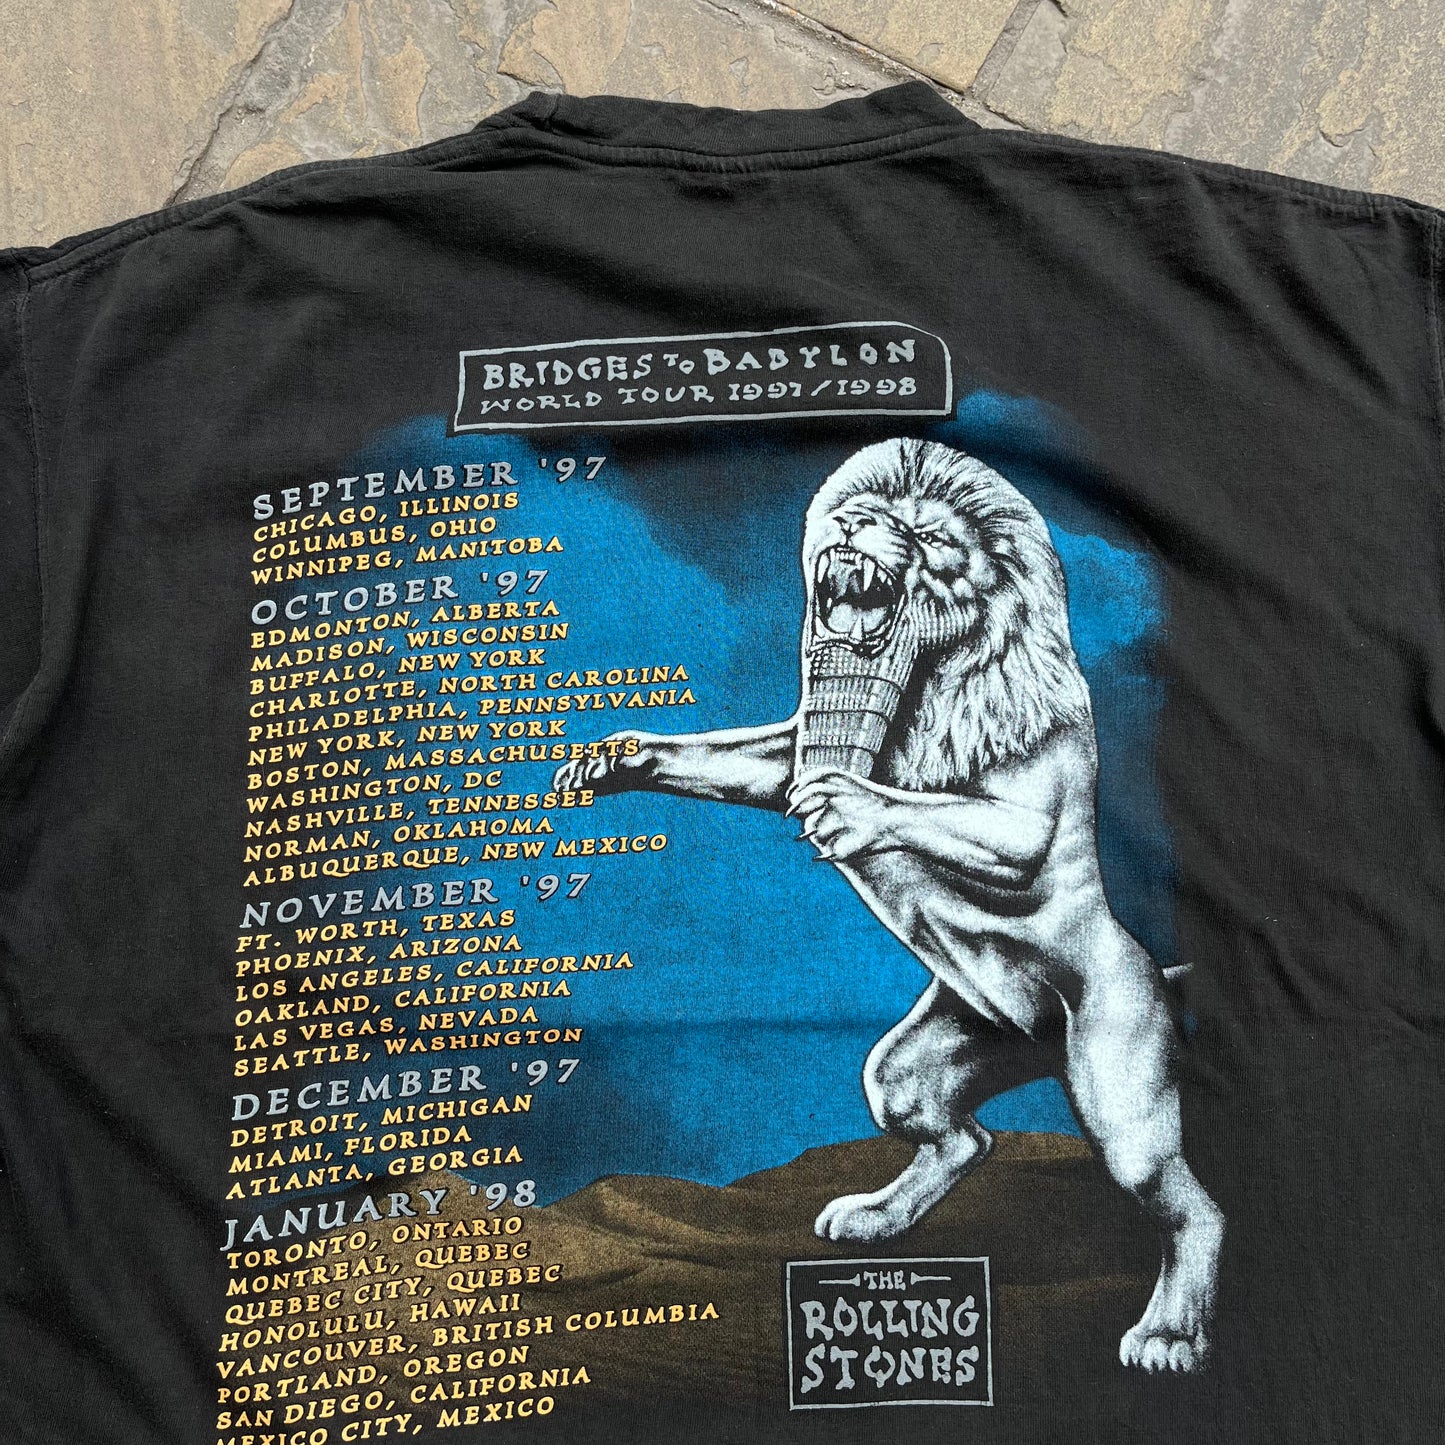 BRIDGES TO BABYLON
WORLD TOUR 1997/1998
SEPTEMBER '97
CHICAGO, ILLINOIS
COLUMBUS, OHIO
WINNIPEG, MANITOBA
OCTOBER '97
EDMONTON, ALBERTA
MADISON, WISCONSIN
BUFFALO, NEW YORK
CHARLOTTE, NORTH CAROLINA
PHILADELPHIA, PENNSYLVANIA
NEW YORK, NEW YORK
BOSTON, MASSACHUSETTS
WASHINGTON, DC
NASHVILLE, TENNESSEE
NORMAN, OKLAHOMA
ALBUQUERQUE, NEW MEXICO
NOVEMBER '97
FT. WORTH, TEXAS
PHOENIX, ARIZONA
LOS ANGELES, CALIFORNIA
OAKLAND, CALIFORNIA
LAS VEGAS, NEVADA
SEATTLE, WASHINGTON
DECEMBER '97
DETROIT, MICHIGAN
MIAMI, FLORIDA
ATLANTA, GEORGIA
JANUARY '98
TORONTO, ONTARIO
MONTREAL, QUEBEC
QUEBEC CITY, QUEBEC
HONOLULU, HAWAII
VANCOUVER, BRITISH COLUMBIA
PORTLAND, OREGON
SAN DIEGO, CALIFORNIA
MEXICO CITY, MEXICO
THE
ROLLING
STONES